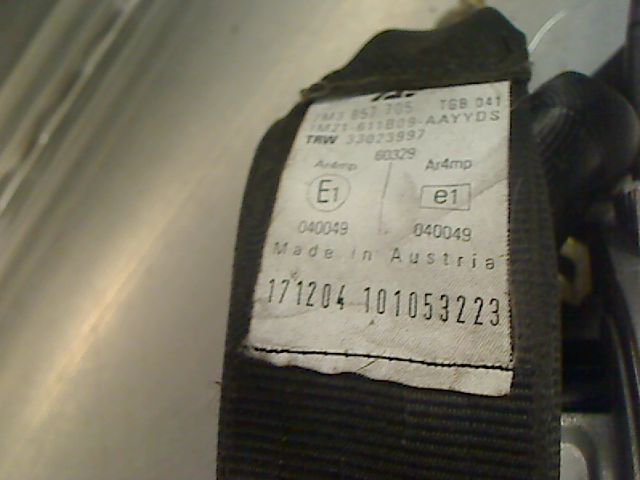 7M3 857 705 TGB 041
YM21-611B09-AAYYDS
TRW 33023997
60329
Ar4mp Ar4mp
E1 e1
040049 040049
Made in Austria
171204 101053223